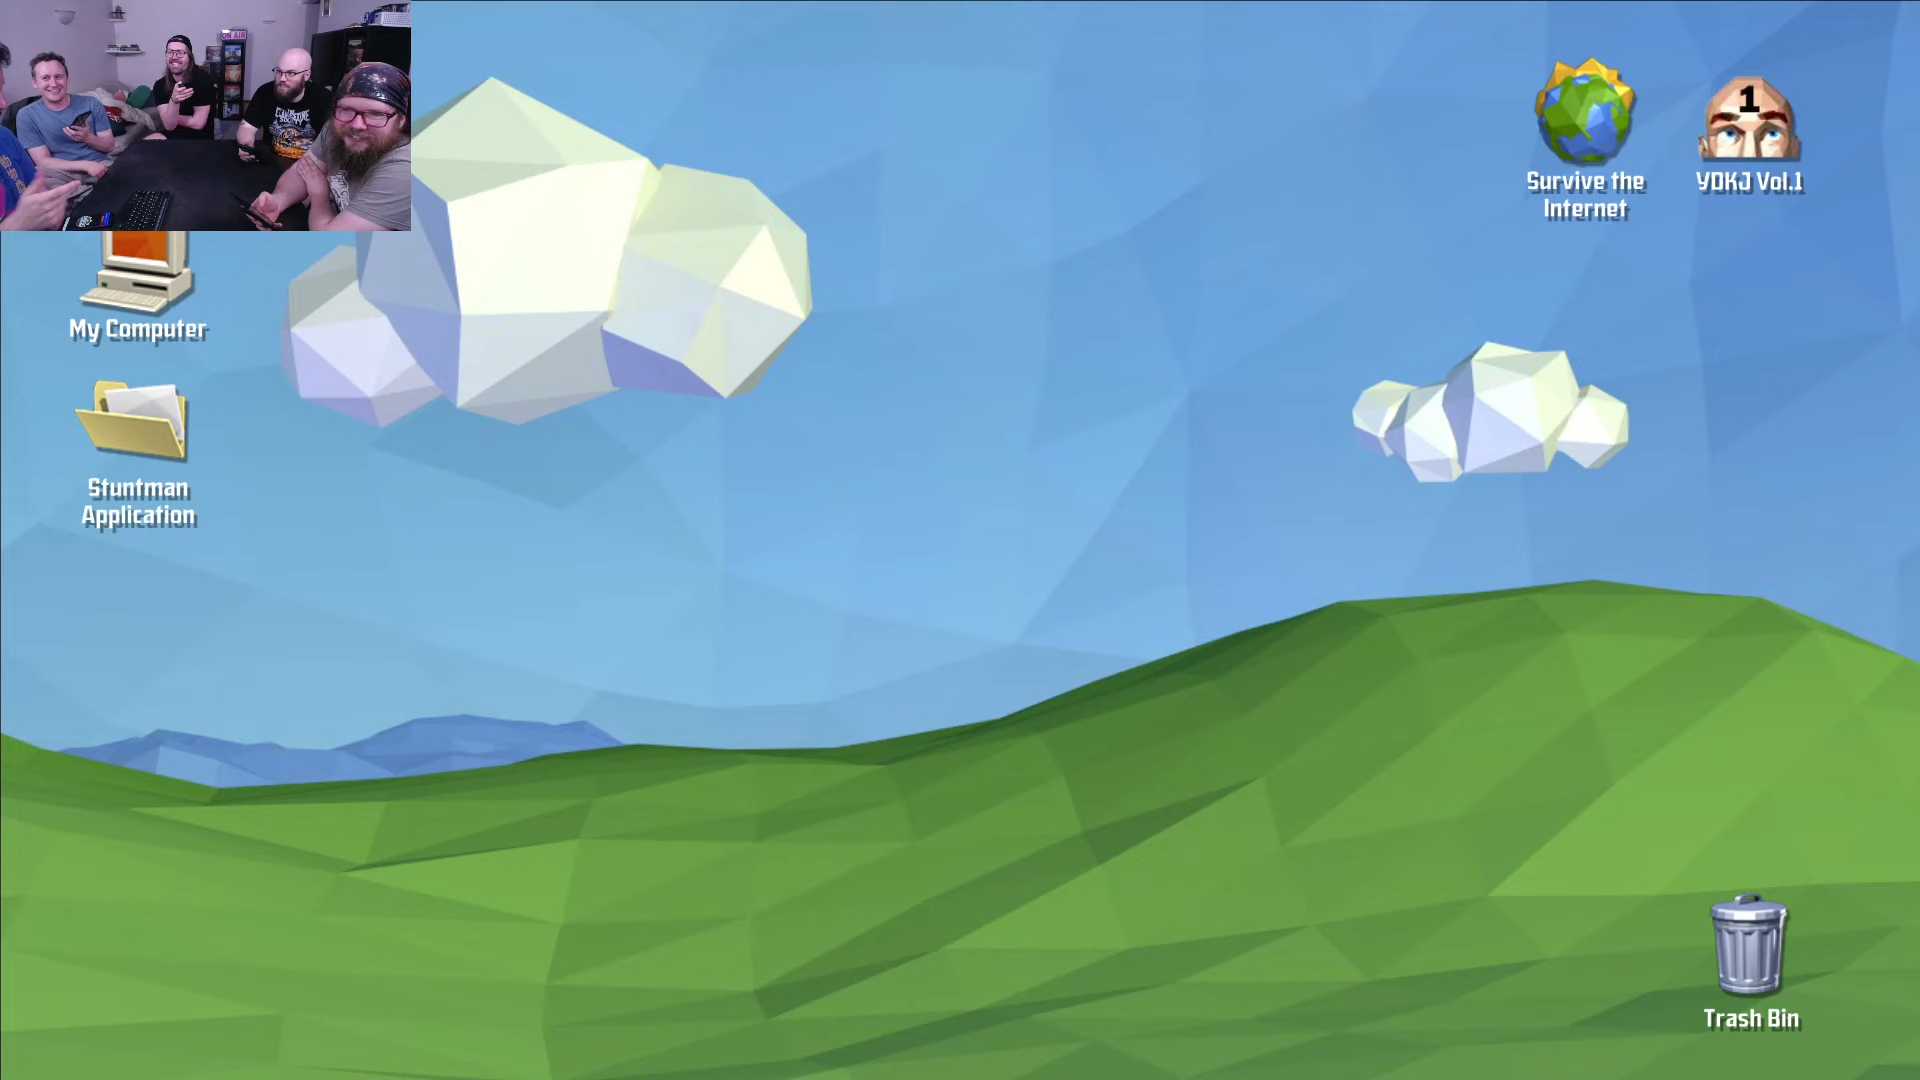 ON AIR
My Computer
Stuntman
Application
Survive the
Internet
1
YDKJ Vol.1
Trash Bin